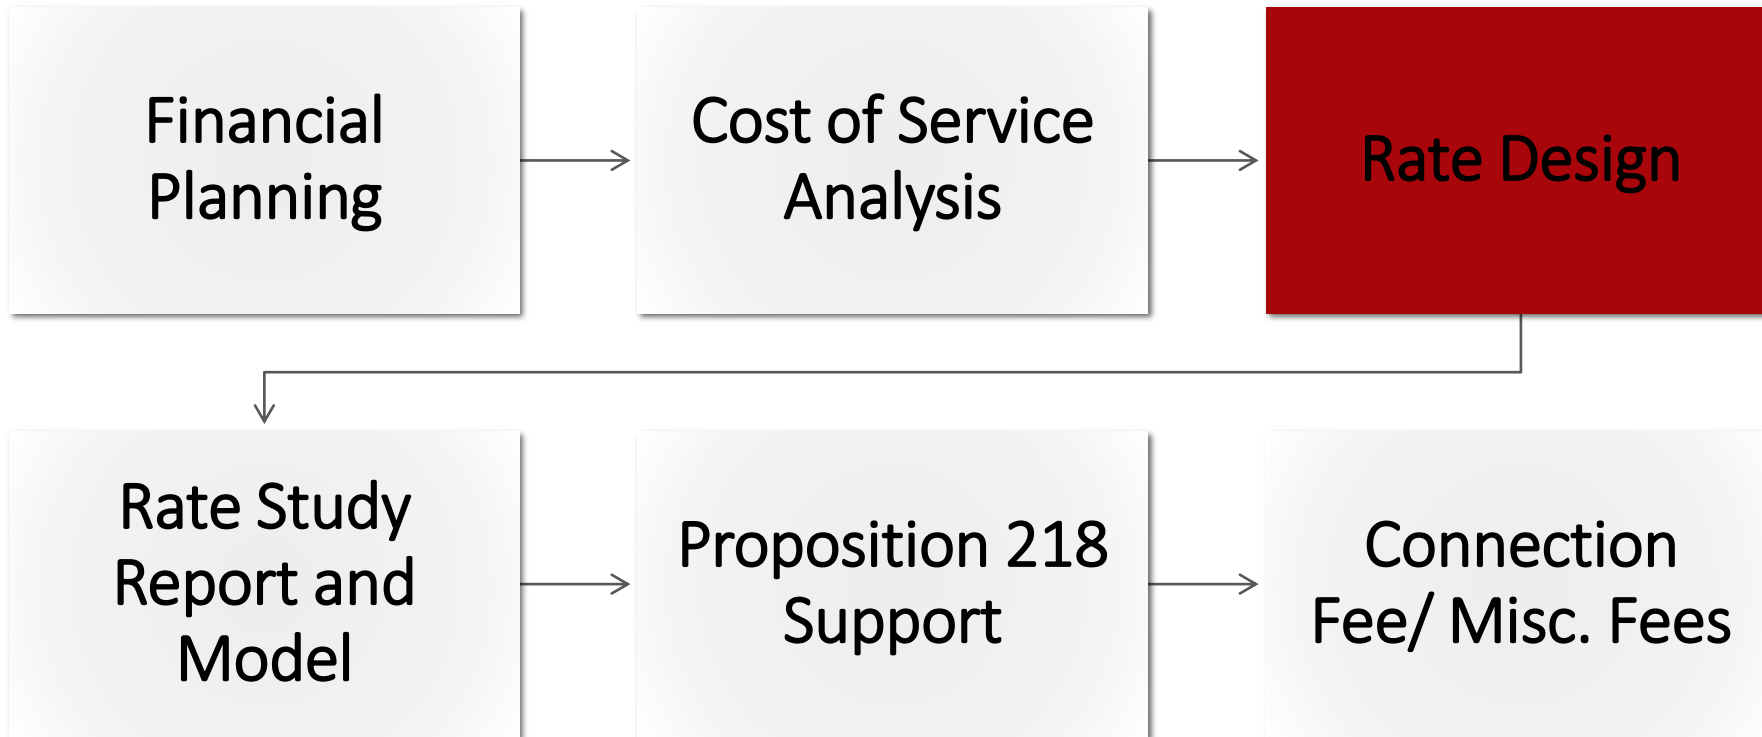 Financial
Planning
Cost of Service
Analysis
Rate Design
Rate Study
Report and
Model
Proposition 218
Support
Connection
Fee/ Misc. Fees